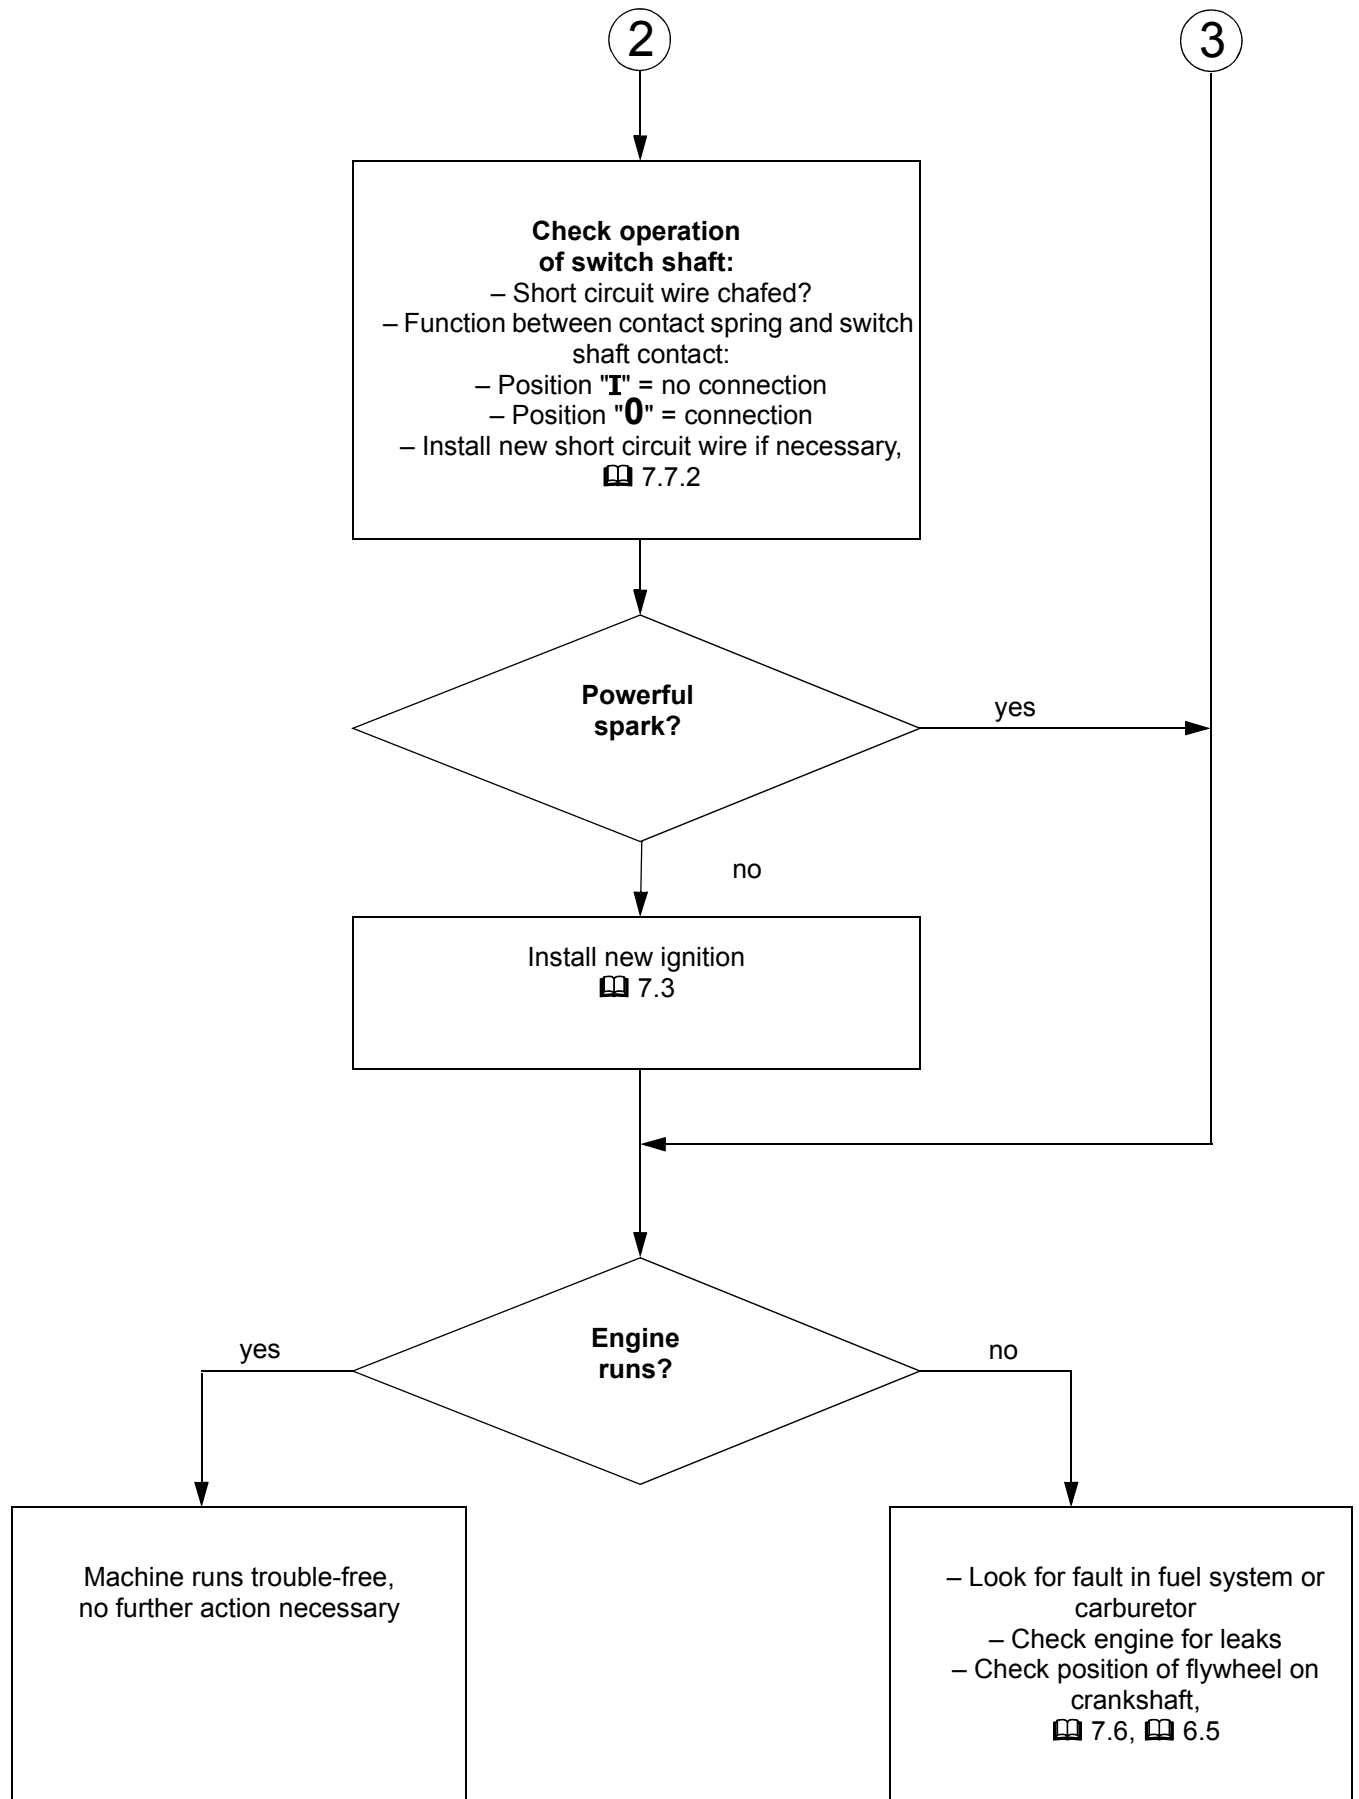 2
3
Check operation
of switch shaft:
– Short circuit wire chafed?
– Function between contact spring and switch
shaft contact:
– Position "I" = no connection
– Position "0" = connection
– Install new short circuit wire if necessary,
7.7.2
Powerful
spark?
yes
no
Install new ignition
7.3
Engine
runs?
yes
no
Machine runs trouble-free,
no further action necessary
– Look for fault in fuel system or
carburetor
– Check engine for leaks
– Check position of flywheel on
crankshaft,
7.6, 6.5